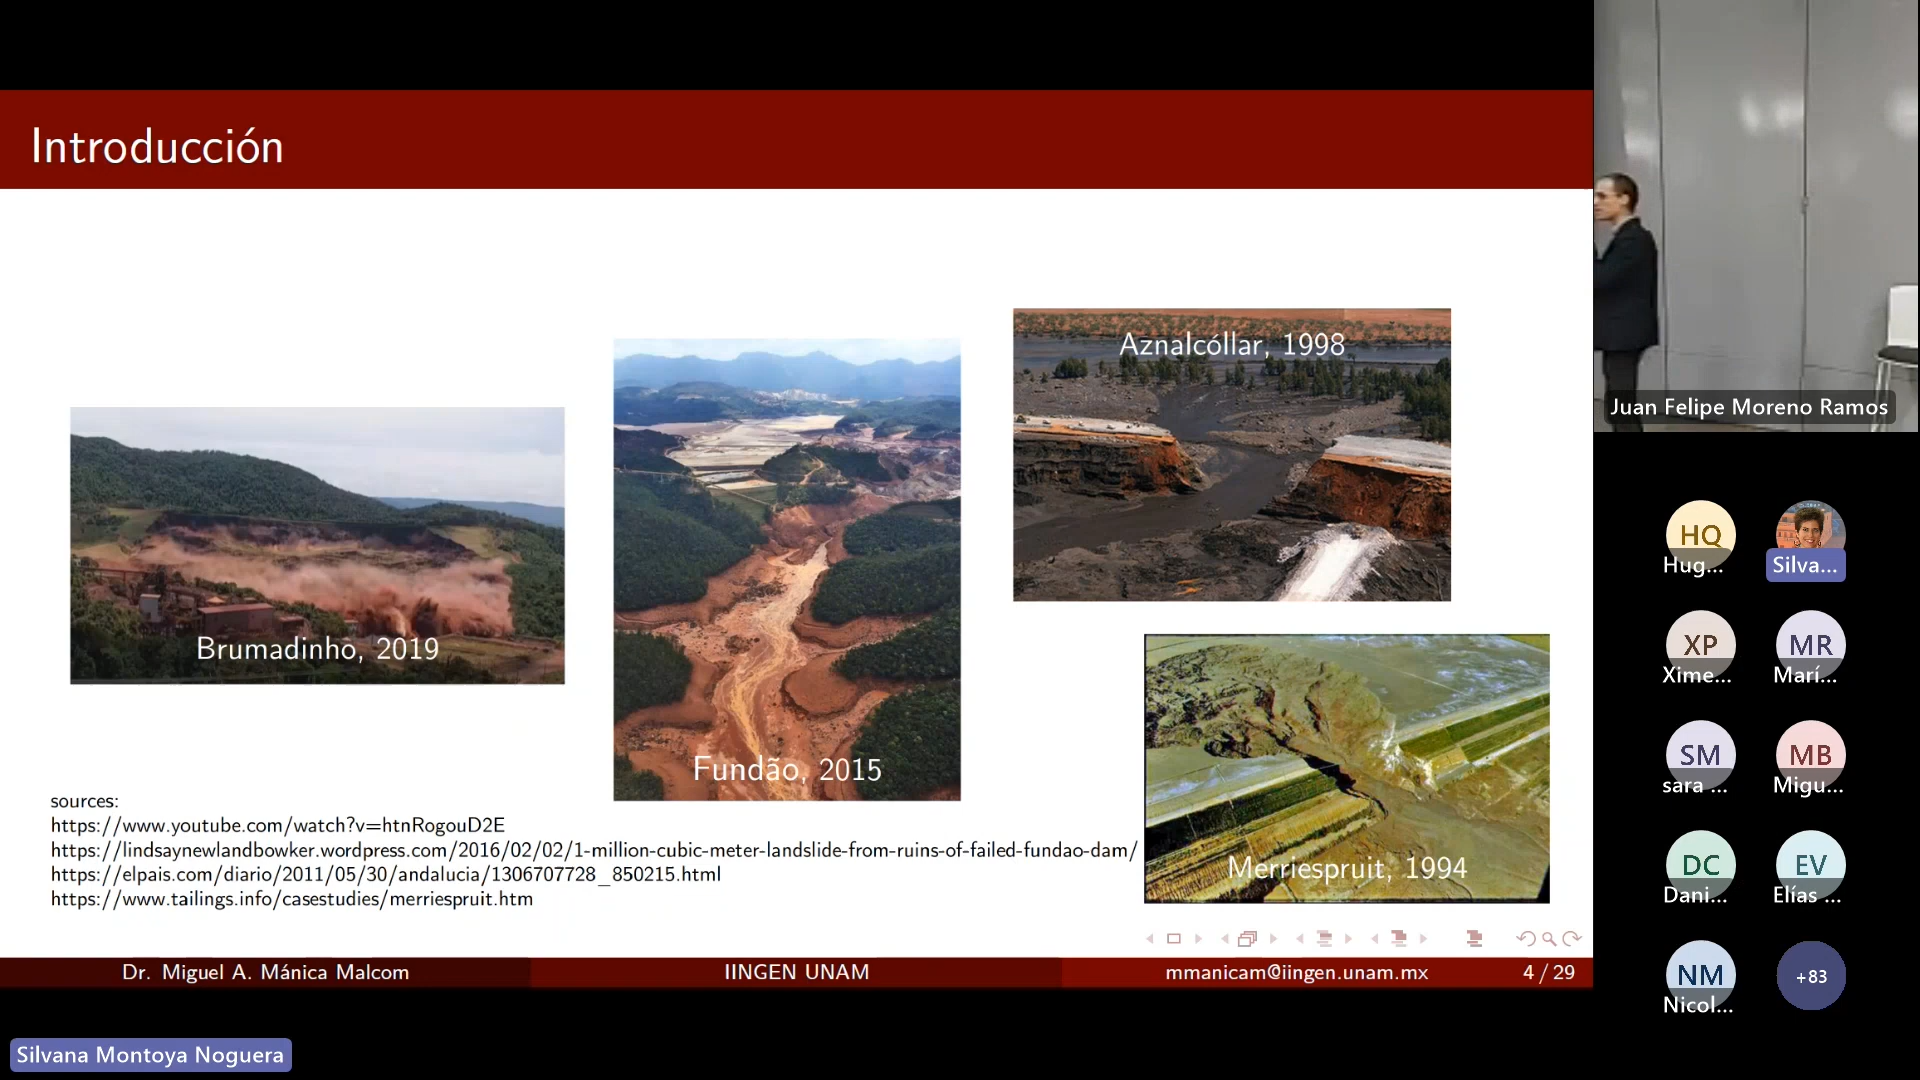 Introducción
Aznalcóllar, 1998
Brumadinho, 2019
Fundão, 2015
Merriespruit, 1994
sources:
https://www.youtube.com/watch?v=htnRogouD2E
https://lindsaynewlandbowker.wordpress.com/2016/02/02/1-million-cubic-meter-landslide-from-ruins-of-failed-fundao-dam/
https://elpais.com/diario/2011/05/30/andalucia/1306707728_850215.html
https://www.tailings.info/casestudies/merriespruit.htm
Dr. Miguel A. Mánica Malcom
IINGEN UNAM
mmanicam@iingen.unam.mx
4 / 29
Silvana Montoya Noguera
Juan Felipe Moreno Ramos
HQ
Hug...
Silva...
XP
Xime...
MR
Marí...
SM
sara ...
MB
Migu...
DC
Dani...
EV
Elías ...
NM
Nicol...
+83